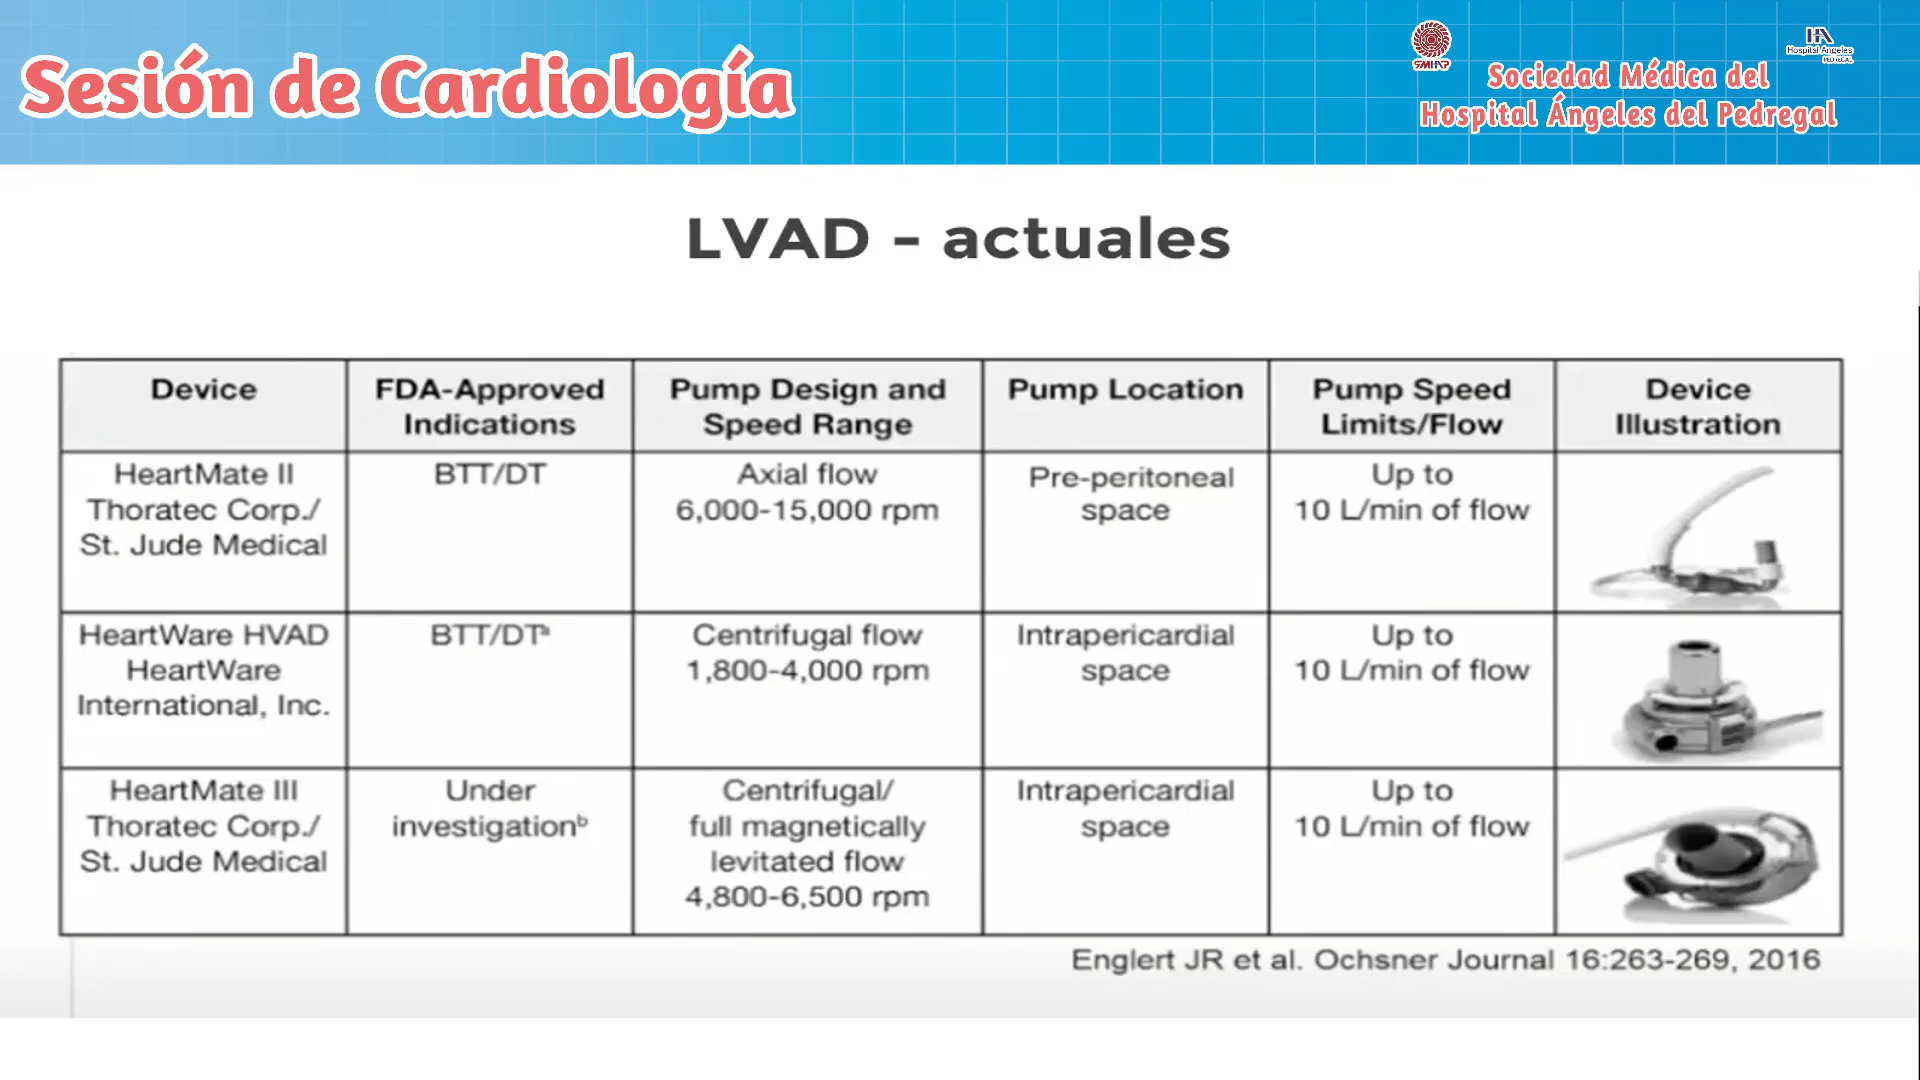 Sesión de Cardiología
SMHAP
Hospital Angeles
PEDREGAL
Sociedad Médica del
Hospital Ángeles del Pedregal
LVAD - actuales
Device
FDA-Approved
Indications
Pump Design and
Speed Range
Pump Location
Pump Speed
Limits/Flow
Device
Illustration
HeartMate II
Thoratec Corp./
St. Jude Medical
BTT/DT
Axial flow
6,000-15,000 rpm
Pre-peritoneal
space
Up to
10 L/min of flow
HeartWare HVAD
HeartWare
International, Inc.
BTT/DTª
Centrifugal flow
1,800-4,000 rpm
Intrapericardial
space
Up to
10 L/min of flow
HeartMate III
Thoratec Corp./
St. Jude Medical
Under
investigationᵇ
Centrifugal/
full magnetically
levitated flow
4,800-6,500 rpm
Intrapericardial
space
Up to
10 L/min of flow
Englert JR et al. Ochsner Journal 16:263-269, 2016